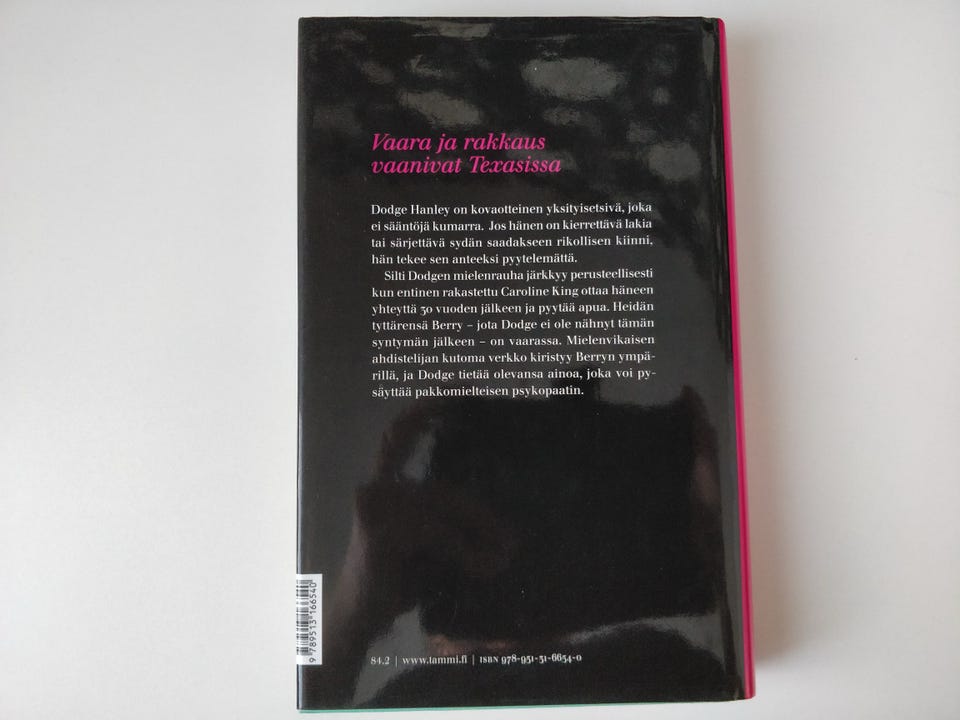 Vaara ja rakkaus
vaanivat Texasissa
Dodge Hanley on kovaotteinen yksityisetsivä, joka
ei sääntöjä kumarra. Jos hänen on kierrettävä lakia
tai särjettävä sydän saadakseen rikollisen kiinni,
hän tekee sen anteeksi pyytelemättä.
Silti Dodgen mielenrauha järkkyy perusteellisesti
kun entinen rakastettu Caroline King ottaa häneen
yhteyttä 30 vuoden jälkeen ja pyytää apua. Heidän
tyttärensä Berry – jota Dodge ei ole nähnyt tämän
syntymän jälkeen – on vaarassa. Mielenvikaisen
ahdistelijan kutoma verkko kiristyy Berryn ympä-
rillä, ja Dodge tietää olevansa ainoa, joka voi py-
säyttää pakkomielteisen psykopaatin.
9 789513 166540
84.2 | www.tammi.fi | ISBN 978-951-31-6654-0